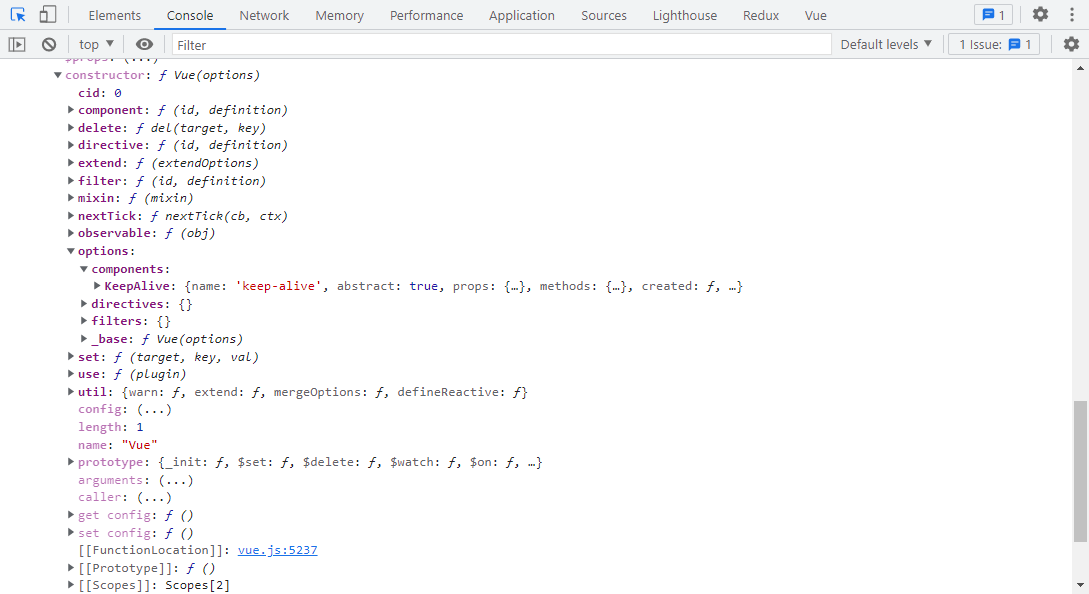 Elements Console Network Memory Performance Application Sources Lighthouse Redux Vue 1
top Filter Default levels 1 Issue: 1
$props: (...)
constructor: ƒ Vue(options)
cid: 0
component: ƒ (id, definition)
delete: ƒ del(target, key)
directive: ƒ (id, definition)
extend: ƒ (extendOptions)
filter: ƒ (id, definition)
mixin: ƒ (mixin)
nextTick: ƒ nextTick(cb, ctx)
observable: ƒ (obj)
options:
components:
KeepAlive: {name: 'keep-alive', abstract: true, props: {…}, methods: {…}, created: ƒ, …}
directives: {}
filters: {}
_base: ƒ Vue(options)
set: ƒ (target, key, val)
use: ƒ (plugin)
util: {warn: ƒ, extend: ƒ, mergeOptions: ƒ, defineReactive: ƒ}
config: (...)
length: 1
name: "Vue"
prototype: {_init: ƒ, $set: ƒ, $delete: ƒ, $watch: ƒ, $on: ƒ, …}
arguments: (...)
caller: (...)
get config: ƒ ()
set config: ƒ ()
[[FunctionLocation]]: vue.js:5237
[[Prototype]]: ƒ ()
[[Scopes]]: Scopes[2]